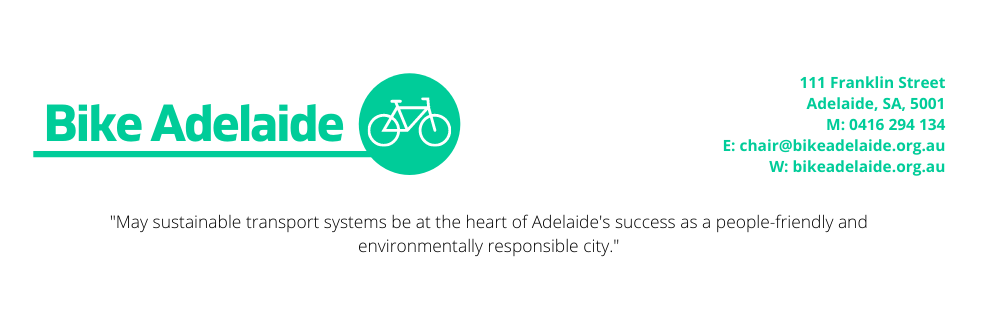 Bike Adelaide
111 Franklin Street
Adelaide, SA, 5001
M: 0416 294 134
E: chair@bikeadelaide.org.au
W: bikeadelaide.org.au
"May sustainable transport systems be at the heart of Adelaide's success as a people-friendly and
environmentally responsible city."